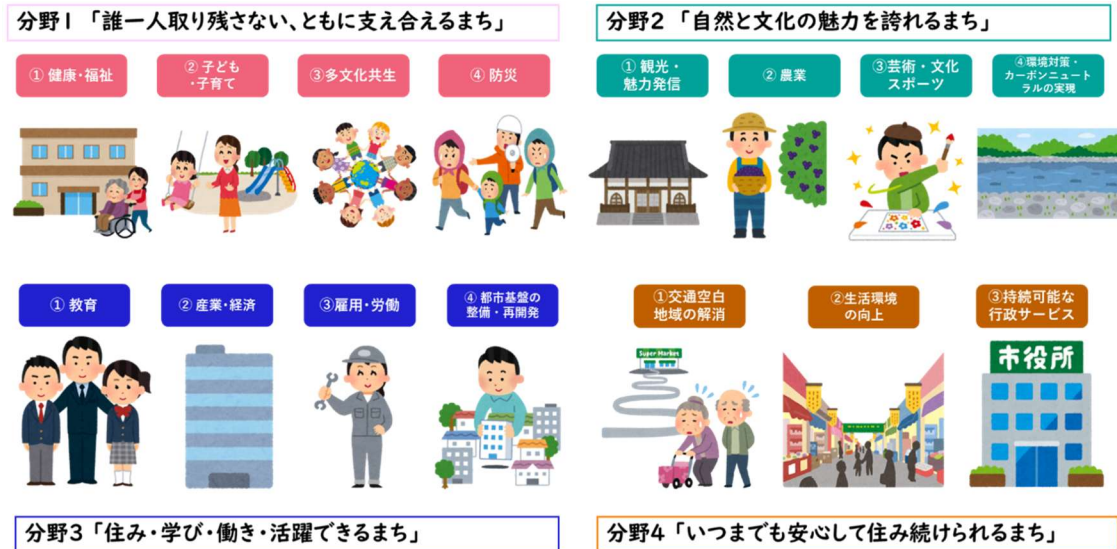 分野1 「誰一人取り残さない、ともに支え合えるまち」
① 健康・福祉
② 子ども
・子育て
③多文化共生
④ 防災
分野2 「自然と文化の魅力を誇れるまち」
① 観光・
魅力発信
② 農業
③芸術・文化
スポーツ
④環境対策・
カーボンニュート
ラルの実現
① 教育
② 産業・経済
③雇用・労働
④ 都市基盤の
整備・再開発
分野3 「住み・学び・働き・活躍できるまち」
①交通空白
地域の解消
Super Market
②生活環境
の向上
③持続可能な
行政サービス
市役所
分野4 「いつまでも安心して住み続けられるまち」